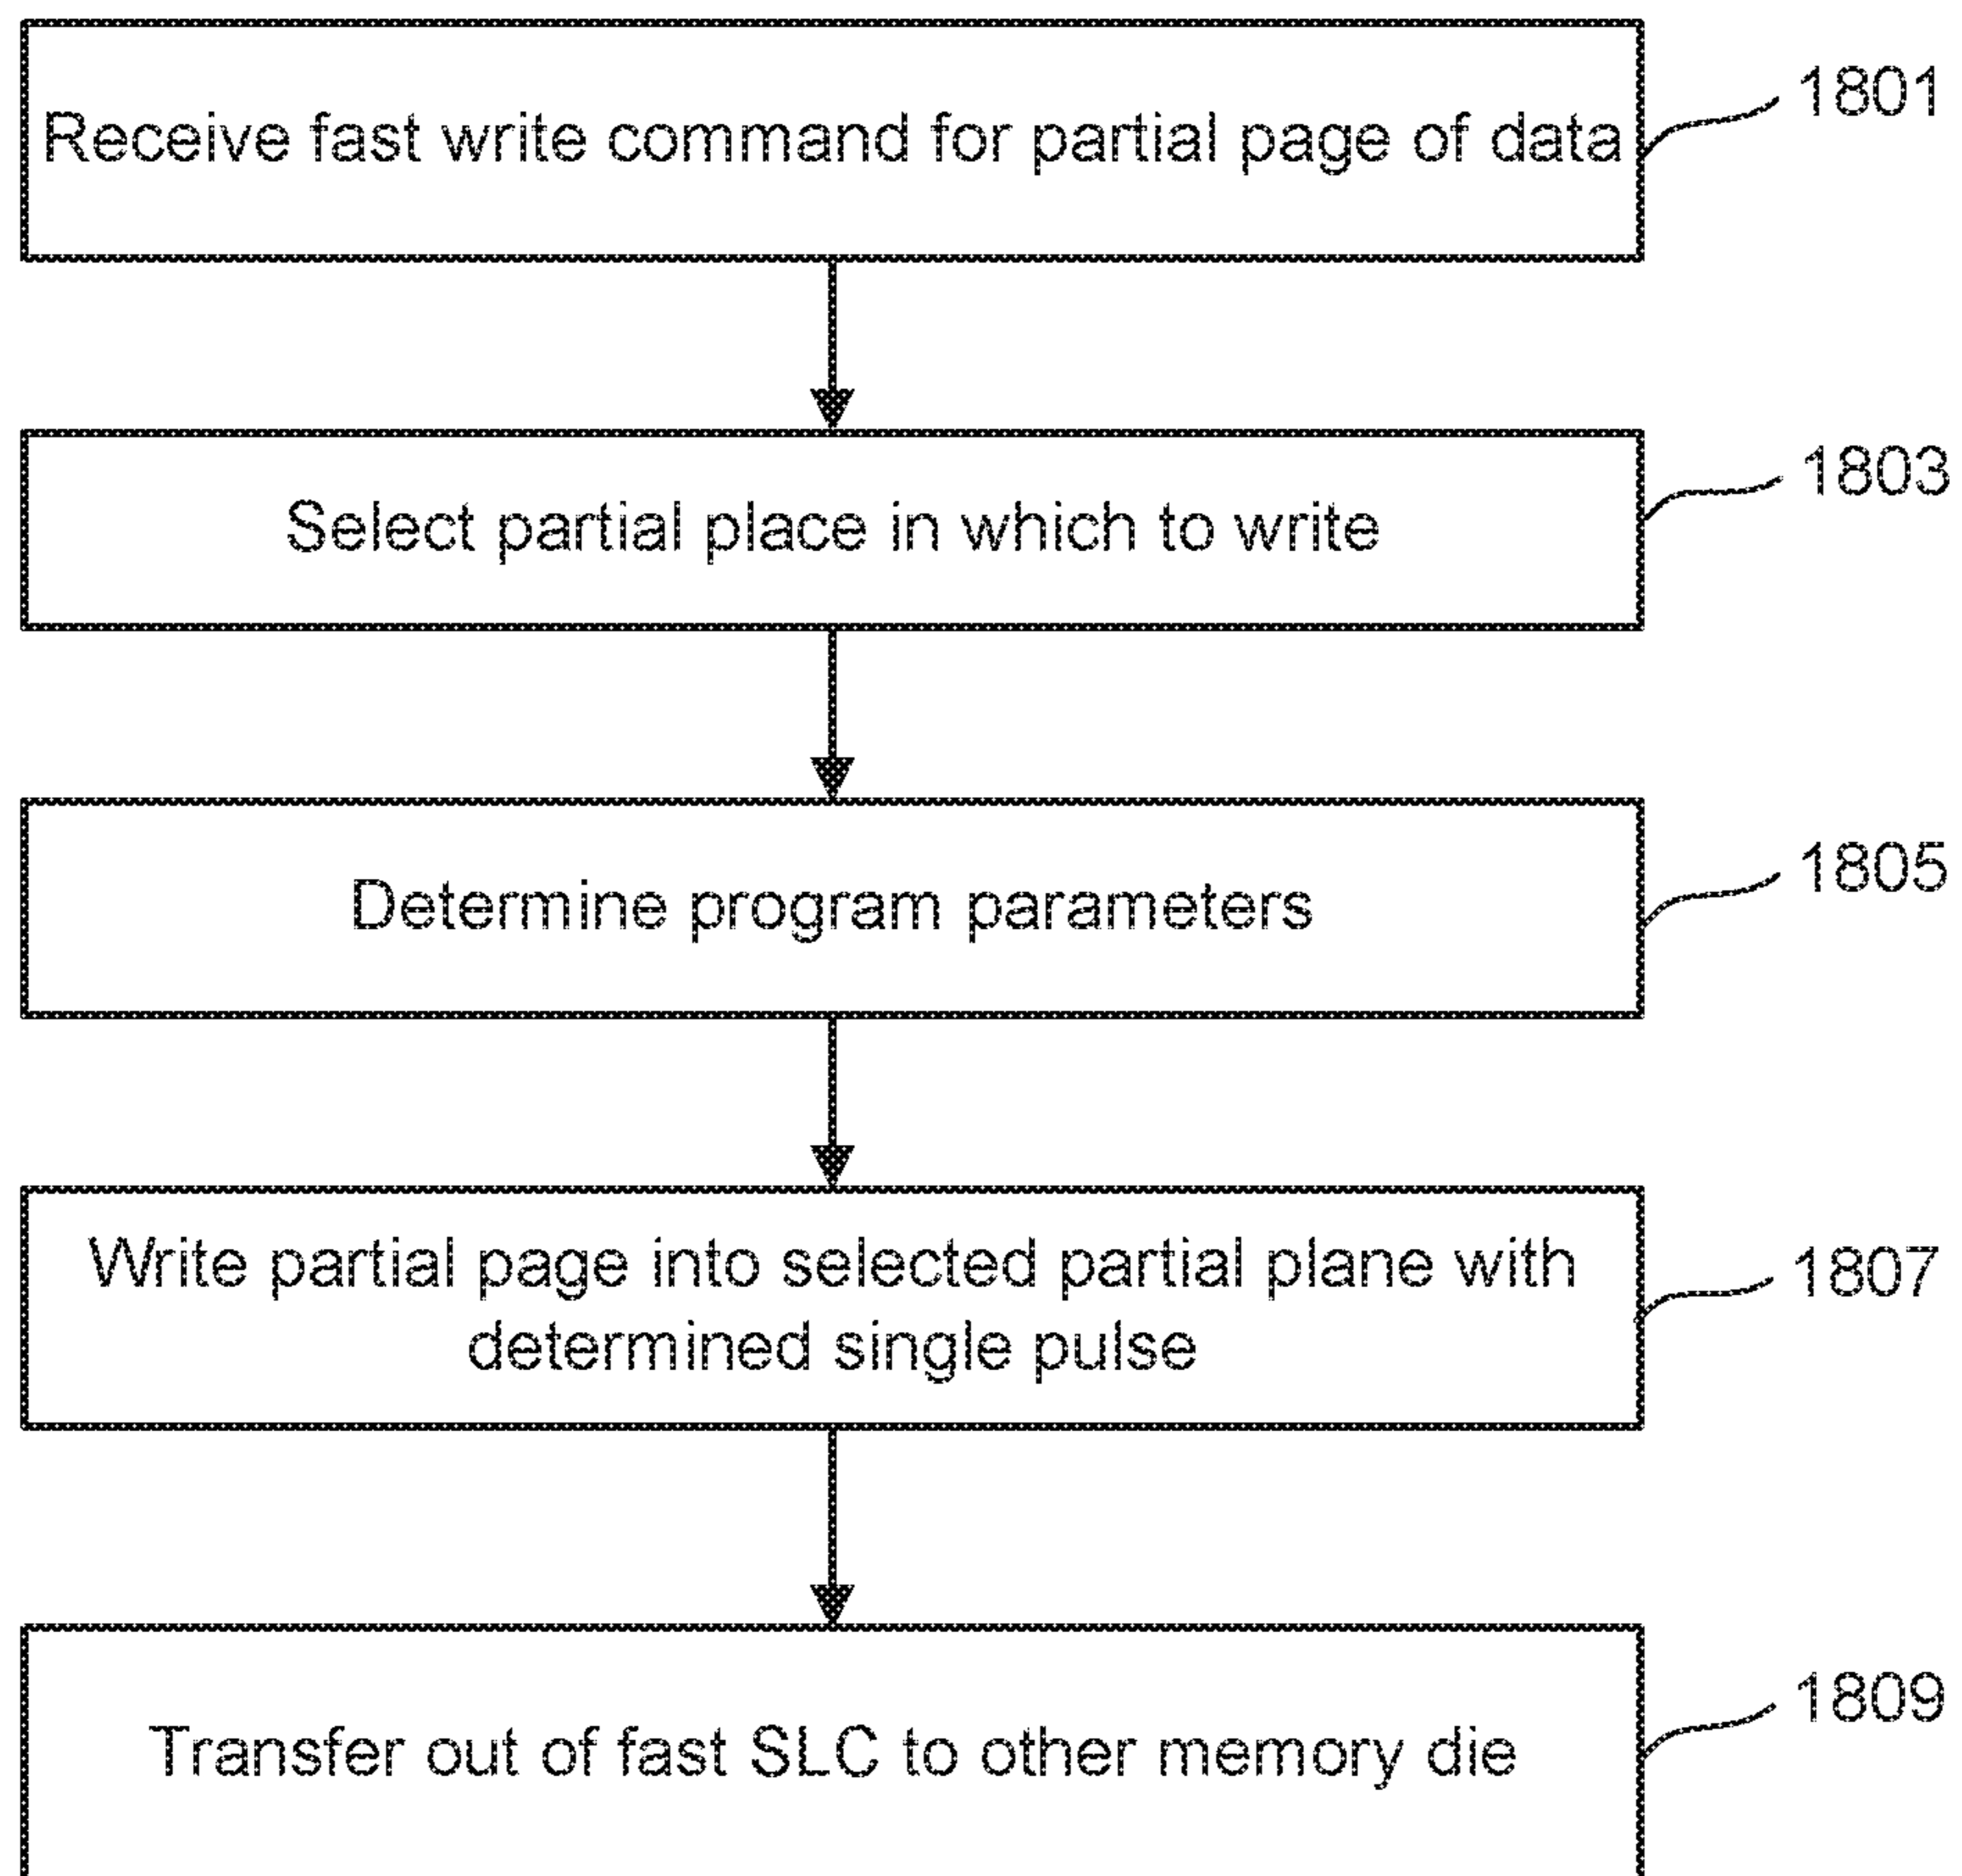 Receive fast write command for partial page of data
1801
Select partial place in which to write
1803
Determine program parameters
1805
Write partial page into selected partial plane with
determined single pulse
1807
Transfer out of fast SLC to other memory die
1809